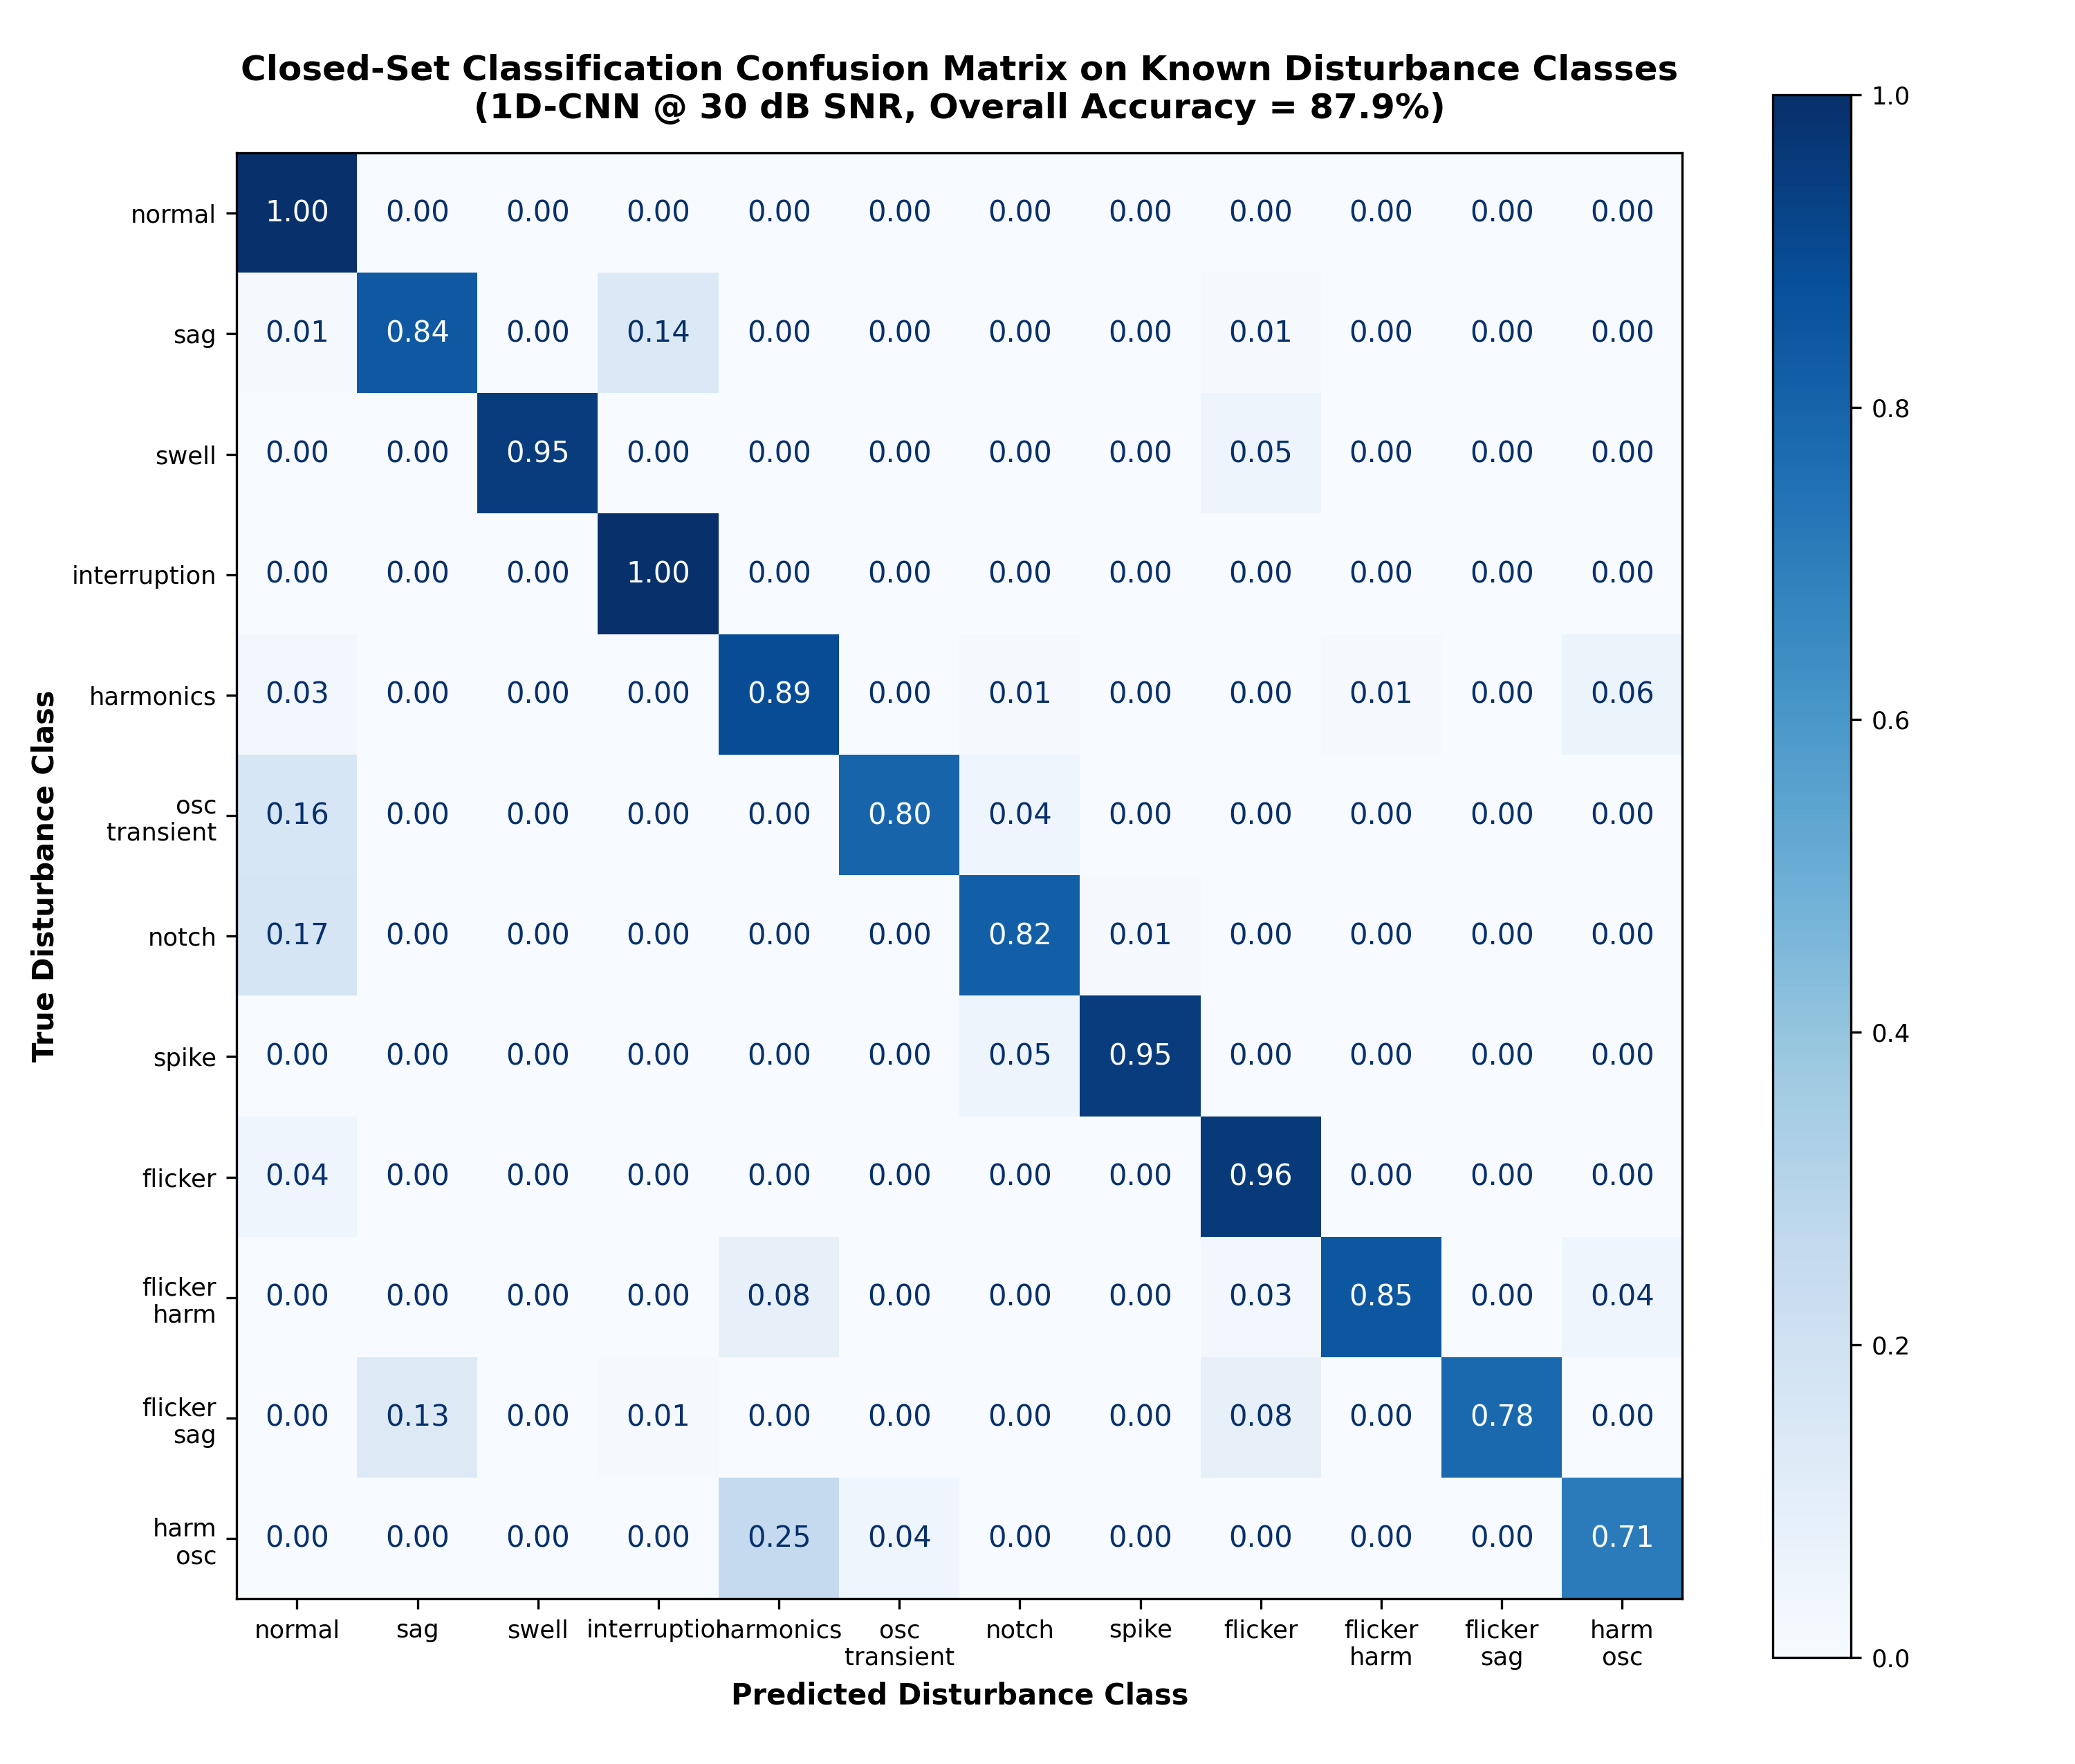 Closed-Set Classification Confusion Matrix on Known Disturbance Classes
(1D-CNN @ 30 dB SNR, Overall Accuracy = 87.9%)
True Disturbance Class
normal 1.00 0.00 0.00 0.00 0.00 0.00 0.00 0.00 0.00 0.00 0.00 0.00
sag 0.01 0.84 0.00 0.14 0.00 0.00 0.00 0.00 0.01 0.00 0.00 0.00
swell 0.00 0.00 0.95 0.00 0.00 0.00 0.00 0.00 0.05 0.00 0.00 0.00
interruption 0.00 0.00 0.00 1.00 0.00 0.00 0.00 0.00 0.00 0.00 0.00 0.00
harmonics 0.03 0.00 0.00 0.00 0.89 0.00 0.01 0.00 0.00 0.01 0.00 0.06
osc
transient 0.16 0.00 0.00 0.00 0.00 0.80 0.04 0.00 0.00 0.00 0.00 0.00
notch 0.17 0.00 0.00 0.00 0.00 0.00 0.82 0.01 0.00 0.00 0.00 0.00
spike 0.00 0.00 0.00 0.00 0.00 0.00 0.05 0.95 0.00 0.00 0.00 0.00
flicker 0.04 0.00 0.00 0.00 0.00 0.00 0.00 0.00 0.96 0.00 0.00 0.00
flicker
harm 0.00 0.00 0.00 0.00 0.08 0.00 0.00 0.00 0.03 0.85 0.00 0.04
flicker
sag 0.00 0.13 0.00 0.01 0.00 0.00 0.00 0.00 0.08 0.00 0.78 0.00
harm
osc 0.00 0.00 0.00 0.00 0.25 0.04 0.00 0.00 0.00 0.00 0.00 0.71
normal sag swell interruption harmonics osc notch spike flicker flicker flicker harm
transient harm sag osc
Predicted Disturbance Class
1.0
0.8
0.6
0.4
0.2
0.0